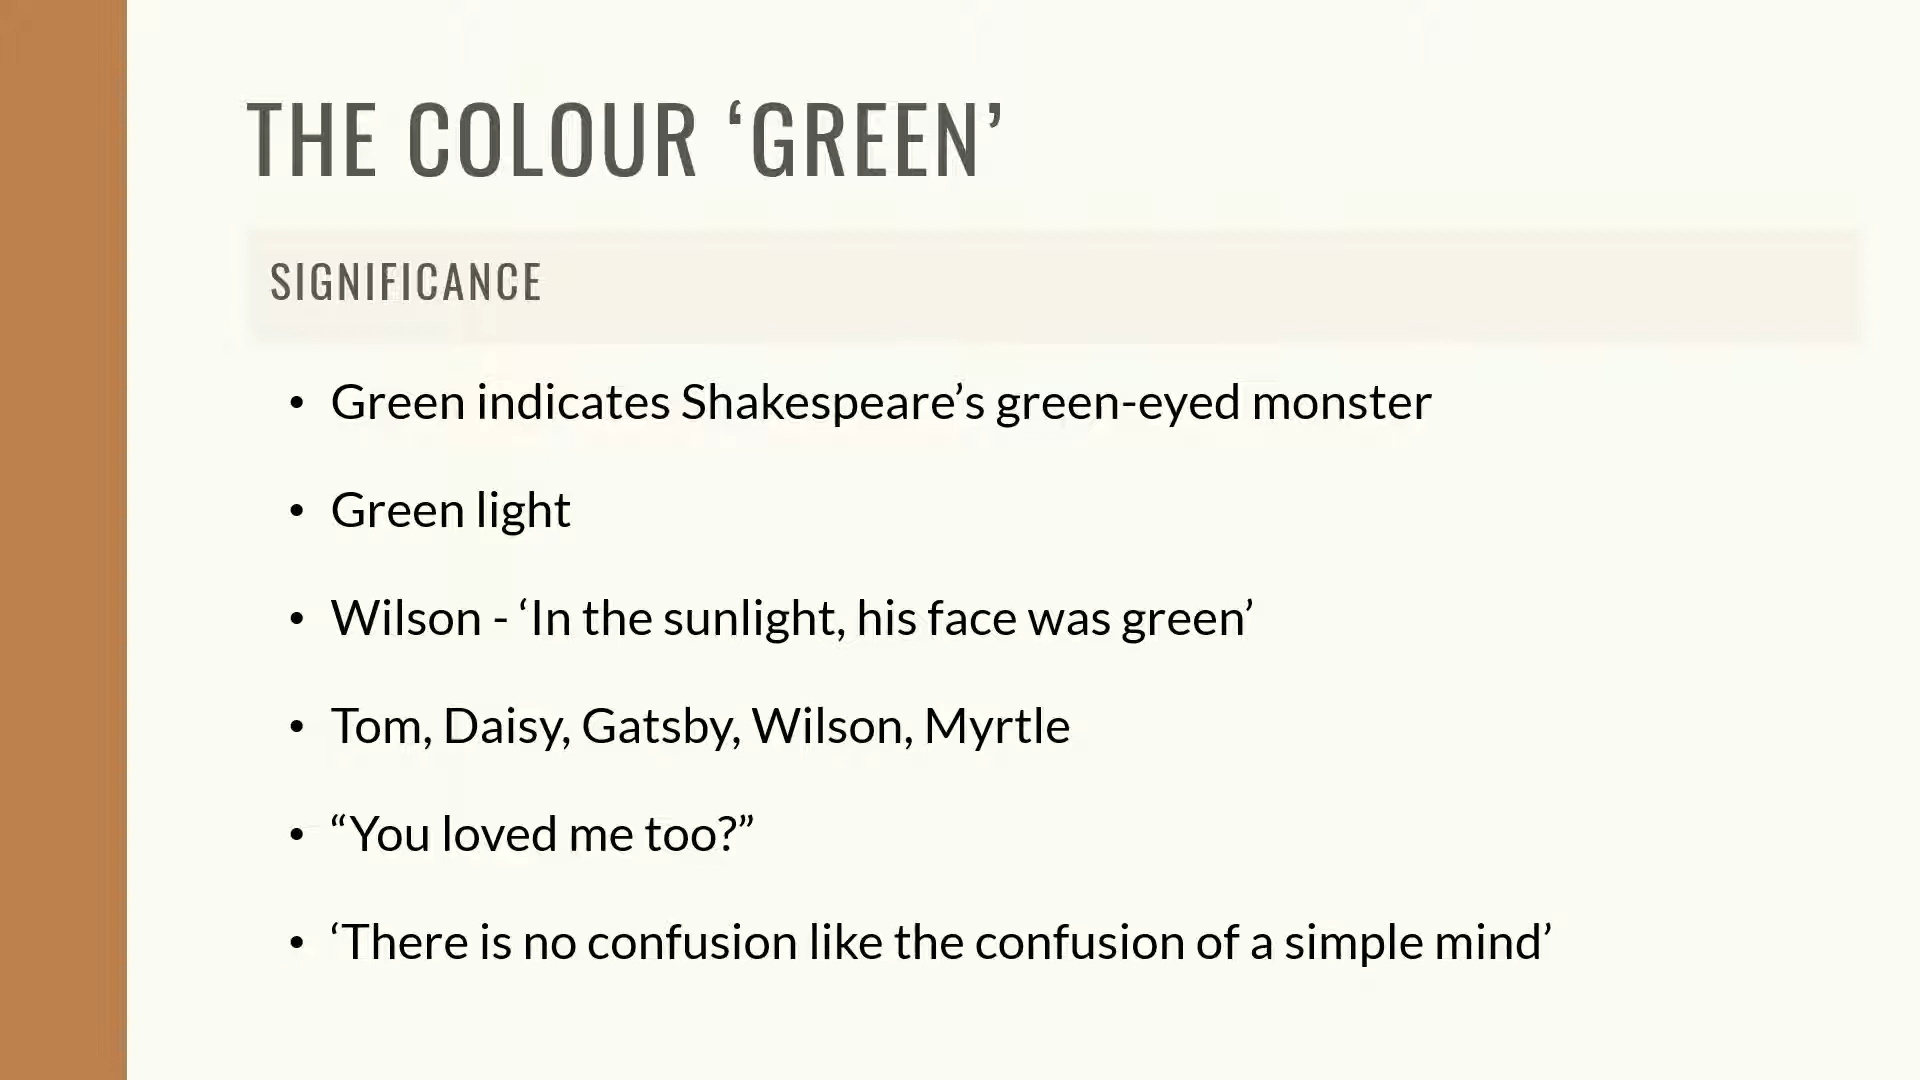 THE COLOUR ‘GREEN’
SIGNIFICANCE
• Green indicates Shakespeare’s green-eyed monster
• Green light
• Wilson - ‘In the sunlight, his face was green’
• Tom, Daisy, Gatsby, Wilson, Myrtle
• “You loved me too?”
• ‘There is no confusion like the confusion of a simple mind’